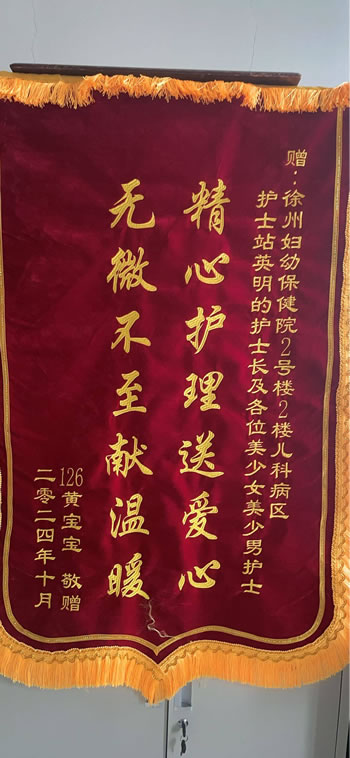 赠：徐州妇幼保健院2号楼2楼儿科病区
护士站英明的护士长及各位美少女美少男护士
精心护理送爱心
无微不至献温暖
126黄宝宝 敬赠
二零二四年十月